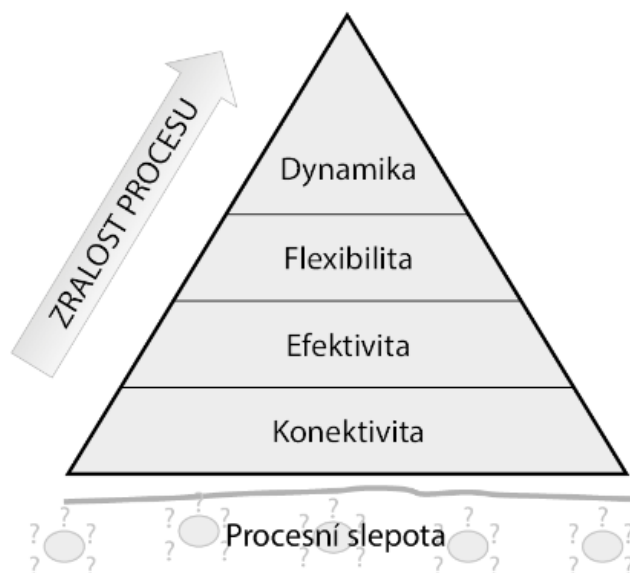 ZRALOST PROCESU
Dynamika
Flexibilita
Efektivita
Konektivita
? ? ? ? ?
? ? ? ? ? ? ? ? ? ?
Procesní slepota
? ? ? ? ? ? ? ? ? ?